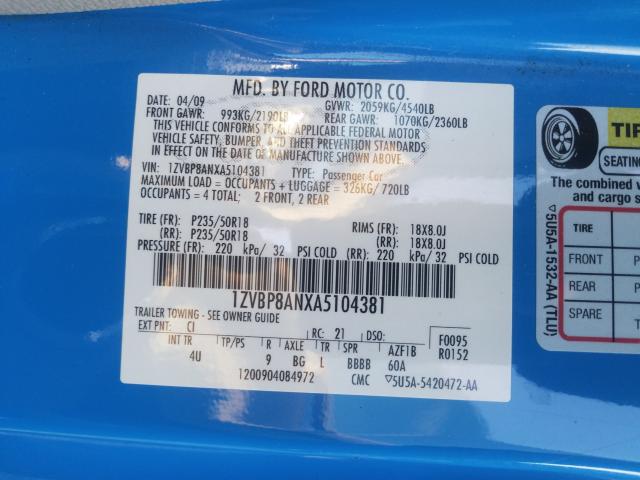 MFD. BY FORD MOTOR CO.
DATE: 04/09 GVWR: 2059KG/4540LB
FRONT GAWR: 993KG/2190LB REAR GAWR: 1070KG/2360LB
THIS VEHICLE CONFORMS TO ALL APPLICABLE FEDERAL MOTOR
VEHICLE SAFETY, BUMPER, AND THEFT PREVENTION STANDARDS
IN EFFECT ON THE DATE OF MANUFACTURE SHOWN ABOVE.
VIN: 1ZVBP8ANXA5104381 TYPE: Passenger Car
MAXIMUM LOAD = OCCUPANTS + LUGGAGE = 326KG/ 720LB
OCCUPANTS = 4 TOTAL: 2 FRONT, 2 REAR
TIRE (FR): P235/50R18 RIMS (FR): 18X8.0J
(RR): P235/50R18 (RR): 18X8.0J
PRESSURE (FR): 220 kPa/ 32 PSI COLD (RR): 220 kPa/ 32 PSI COLD
1ZVBP8ANXA5104381
TRAILER TOWING - SEE OWNER GUIDE
EXT PNT: CI RC: 21 DSO: F0095
INT TR TP/PS R AXLE TR SPR AZF1B R0152
4U 9 BG L BBBB 60A
1200904084972 CMC ▽5U5A-5420472-AA
SEATING
The combined
and cargo
▽5U5A-1532-AA (TLU)
TIRE
FRONT
REAR
SPARE